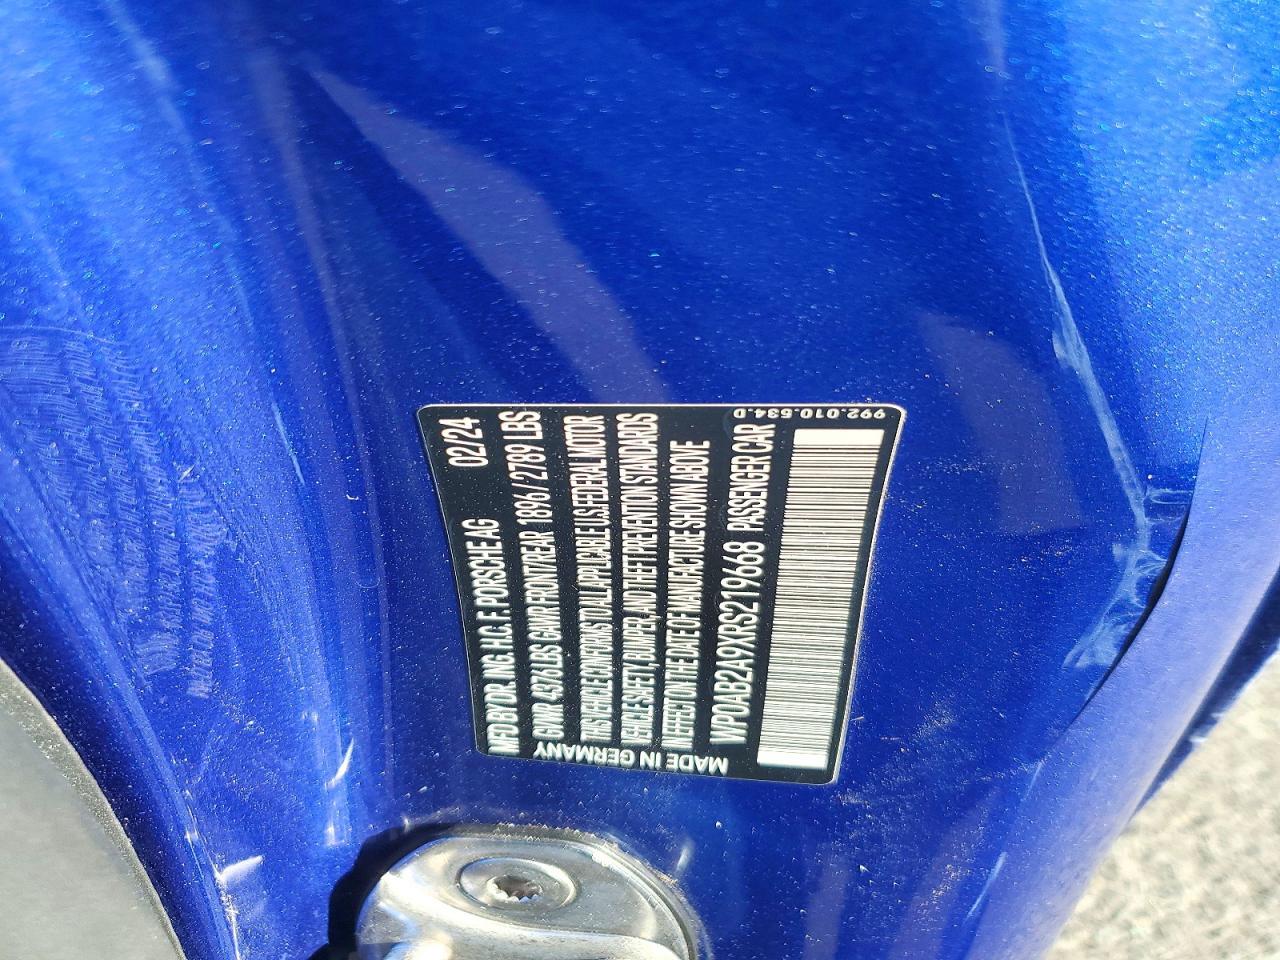 MFD BY DR. ING. H.C. F. PORSCHE AG 02/24
GVWR 4376 LBS GAWR FRONT/REAR 1896 / 2789 LBS
THIS VEHICLE CONFORMS TO ALL APPLICABLE U.S. FEDERAL MOTOR
VEHICLE SAFETY, BUMPER, AND THEFT PREVENTION STANDARDS
IN EFFECT ON THE DATE OF MANUFACTURE SHOWN ABOVE
WP0AB2A9XRS219668 PASSENGER CAR
MADE IN GERMANY
992.010.534.D